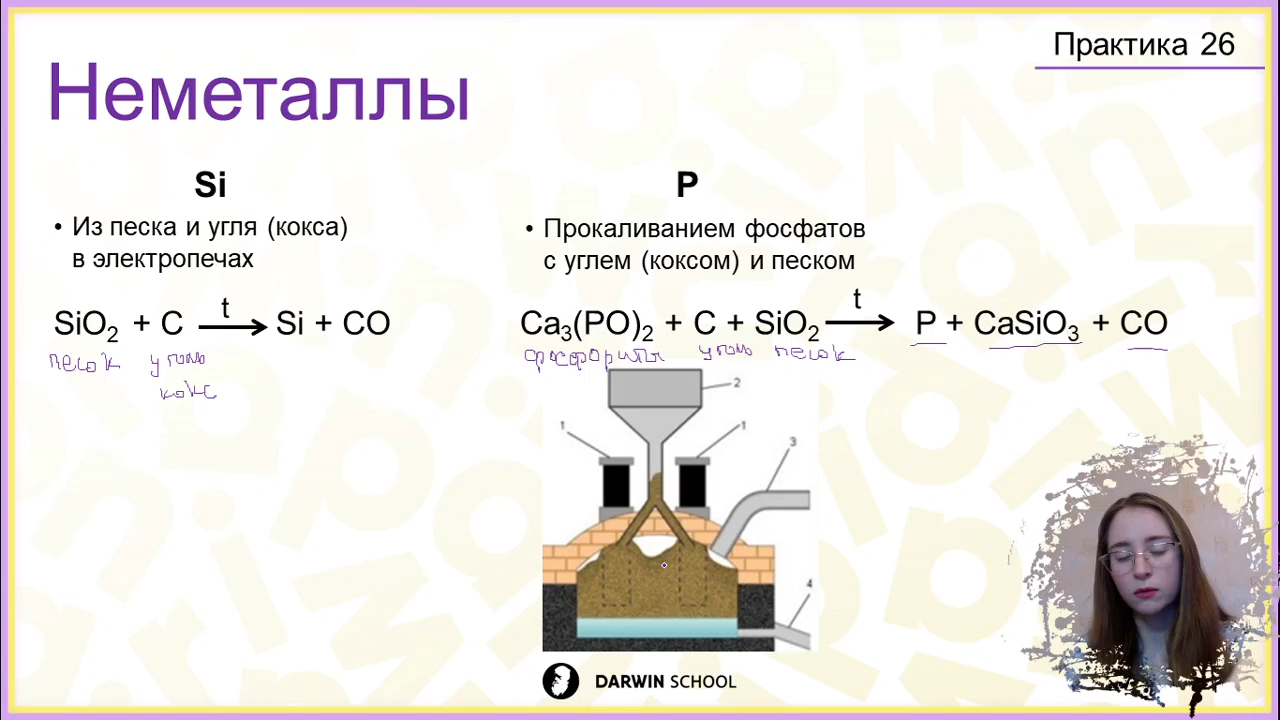 Практика 26
Неметаллы
Si
• Из песка и угля (кокса)
в электропечах
SiO₂ + C t Si + CO
песок уголь
кокс
P
• Прокаливанием фосфатов
с углем (коксом) и песком
Ca₃(PO)₂ + C + SiO₂ t P + CaSiO₃ + CO
фосфорит уголь песок
2
1 1
3
4
DARWIN SCHOOL